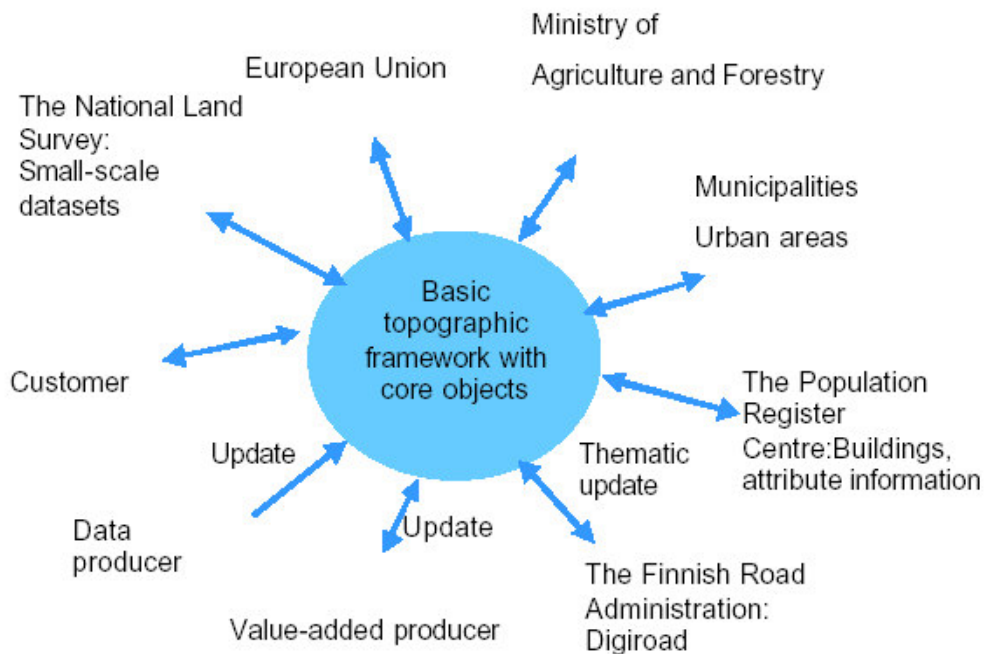 Ministry of
Agriculture and Forestry
European Union
The National Land
Survey:
Small-scale
datasets
Municipalities
Urban areas
Basic
topographic
framework with
core objects
Customer
The Population
Register
Centre:Buildings,
attribute information
Update
Thematic
update
Data
producer
Update
The Finnish Road
Administration:
Digiroad
Value-added producer